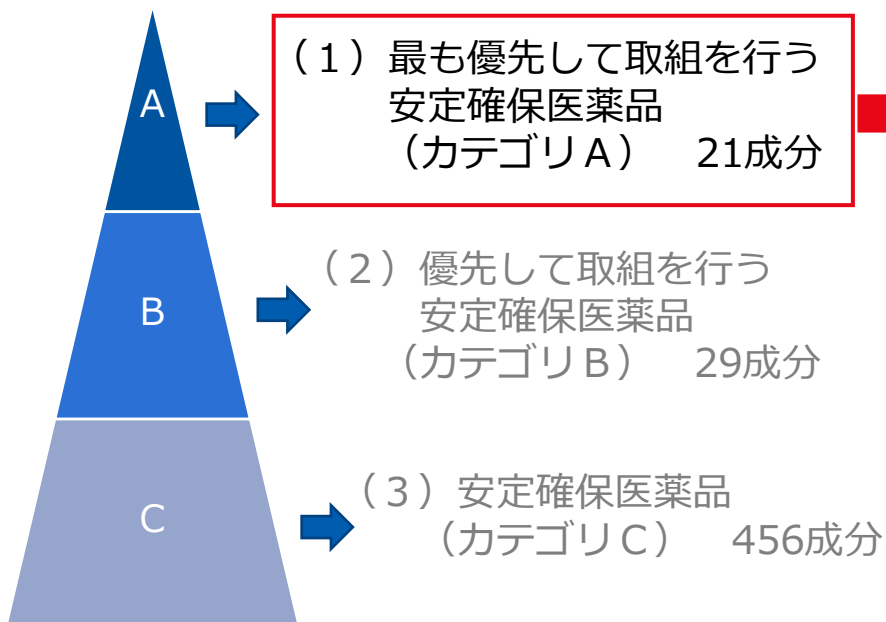 A
（１）最も優先して取組を行う
安定確保医薬品
（カテゴリＡ）　21成分
B
（２）優先して取組を行う
安定確保医薬品
（カテゴリＢ）　29成分
C
（３）安定確保医薬品
（カテゴリＣ）　456成分